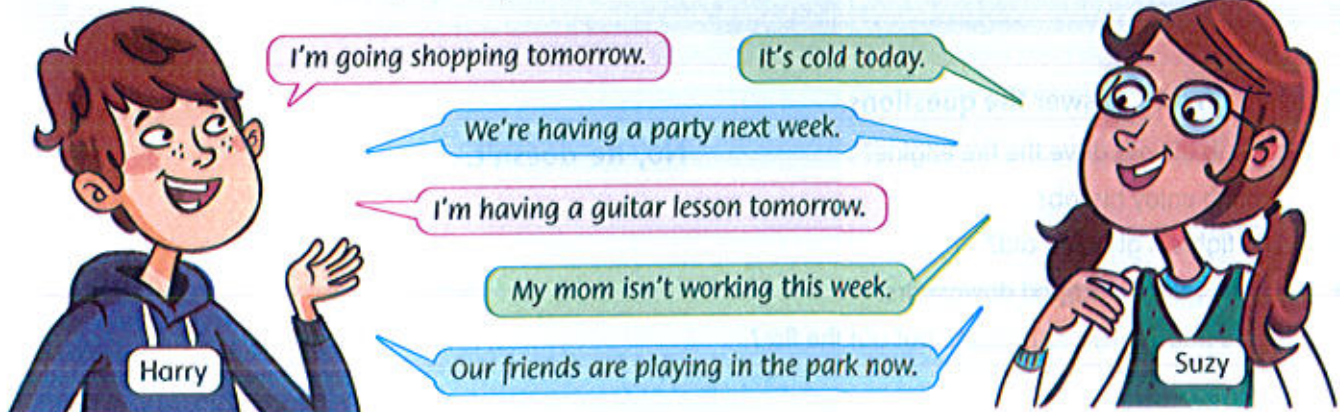 I'm going shopping tomorrow.
It's cold today.
We're having a party next week.
I'm having a guitar lesson tomorrow.
My mom isn't working this week.
Our friends are playing in the park now.
Harry
Suzy